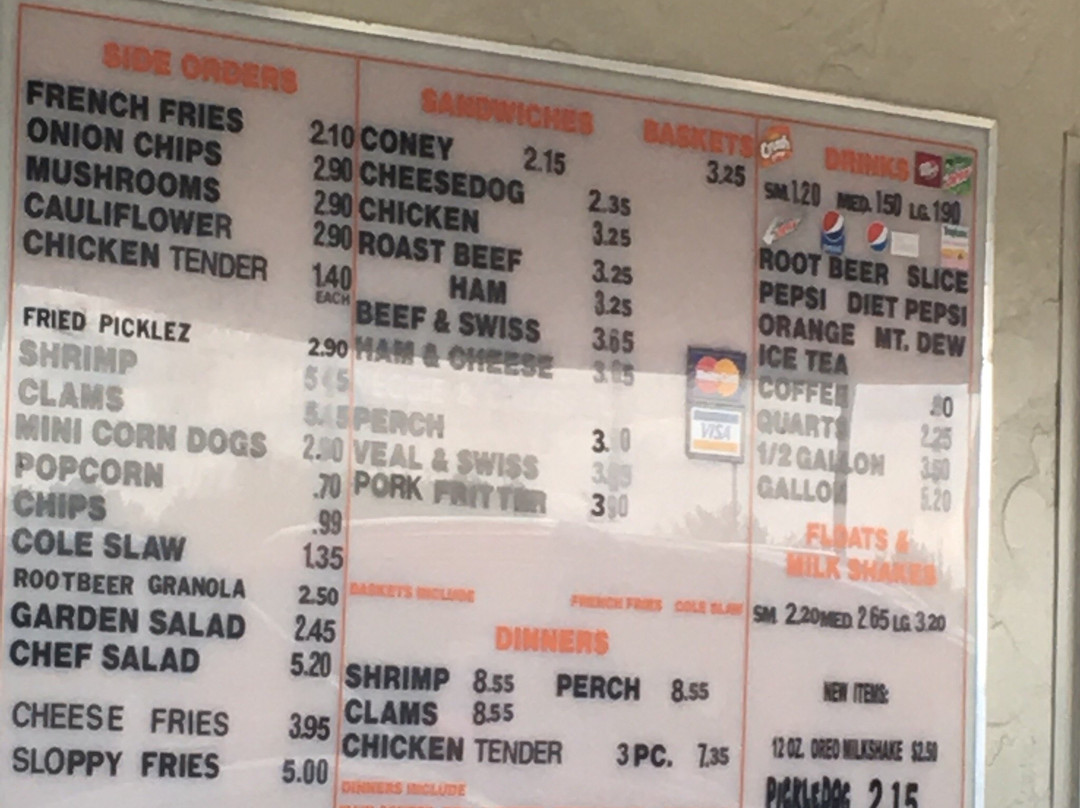 SIDE ORDERS
FRENCH FRIES 2.10
ONION CHIPS 2.90
MUSHROOMS 2.90
CAULIFLOWER 2.90
CHICKEN TENDER 1.40
EACH
FRIED PICKLEZ 2.90
SHRIMP
CLAMS
MINI CORN DOGS
POPCORN .70
CHIPS .99
COLE SLAW 1.35
ROOTBEER GRANOLA 2.50
GARDEN SALAD 2.45
CHEF SALAD 5.20
CHEESE FRIES 3.95
SLOPPY FRIES 5.00
SANDWICHES BASKETS
CONEY 2.15 3.25
CHEESEDOG 2.35
CHICKEN 3.25
ROAST BEEF 3.25
HAM 3.25
BEEF & SWISS 3.65
HAM & CHEESE
PERCH
VEAL & SWISS
PORK FRITTER
MasterCard
VISA
BASKETS INCLUDE FRENCH FRIES COLE SLAW
DINNERS
SHRIMP 8.55 PERCH 8.55
CLAMS 8.55
CHICKEN TENDER 3 PC. 7.35
DINNERS INCLUDE
Crush DRINKS
SM. 1.20 MED. 1.50 LG. 1.90
ROOT BEER SLICE
PEPSI DIET PEPSI
ORANGE MT. DEW
ICE TEA
COFFEE
QUARTS 2.25
1/2 GALLON
GALLON
FLOATS &
MILK SHAKES
SM. 2.20 MED. 2.65 LG. 3.20
NEW ITEMS:
12 OZ. OREO MILKSHAKE $2.50
PICKLEDOG 2.15